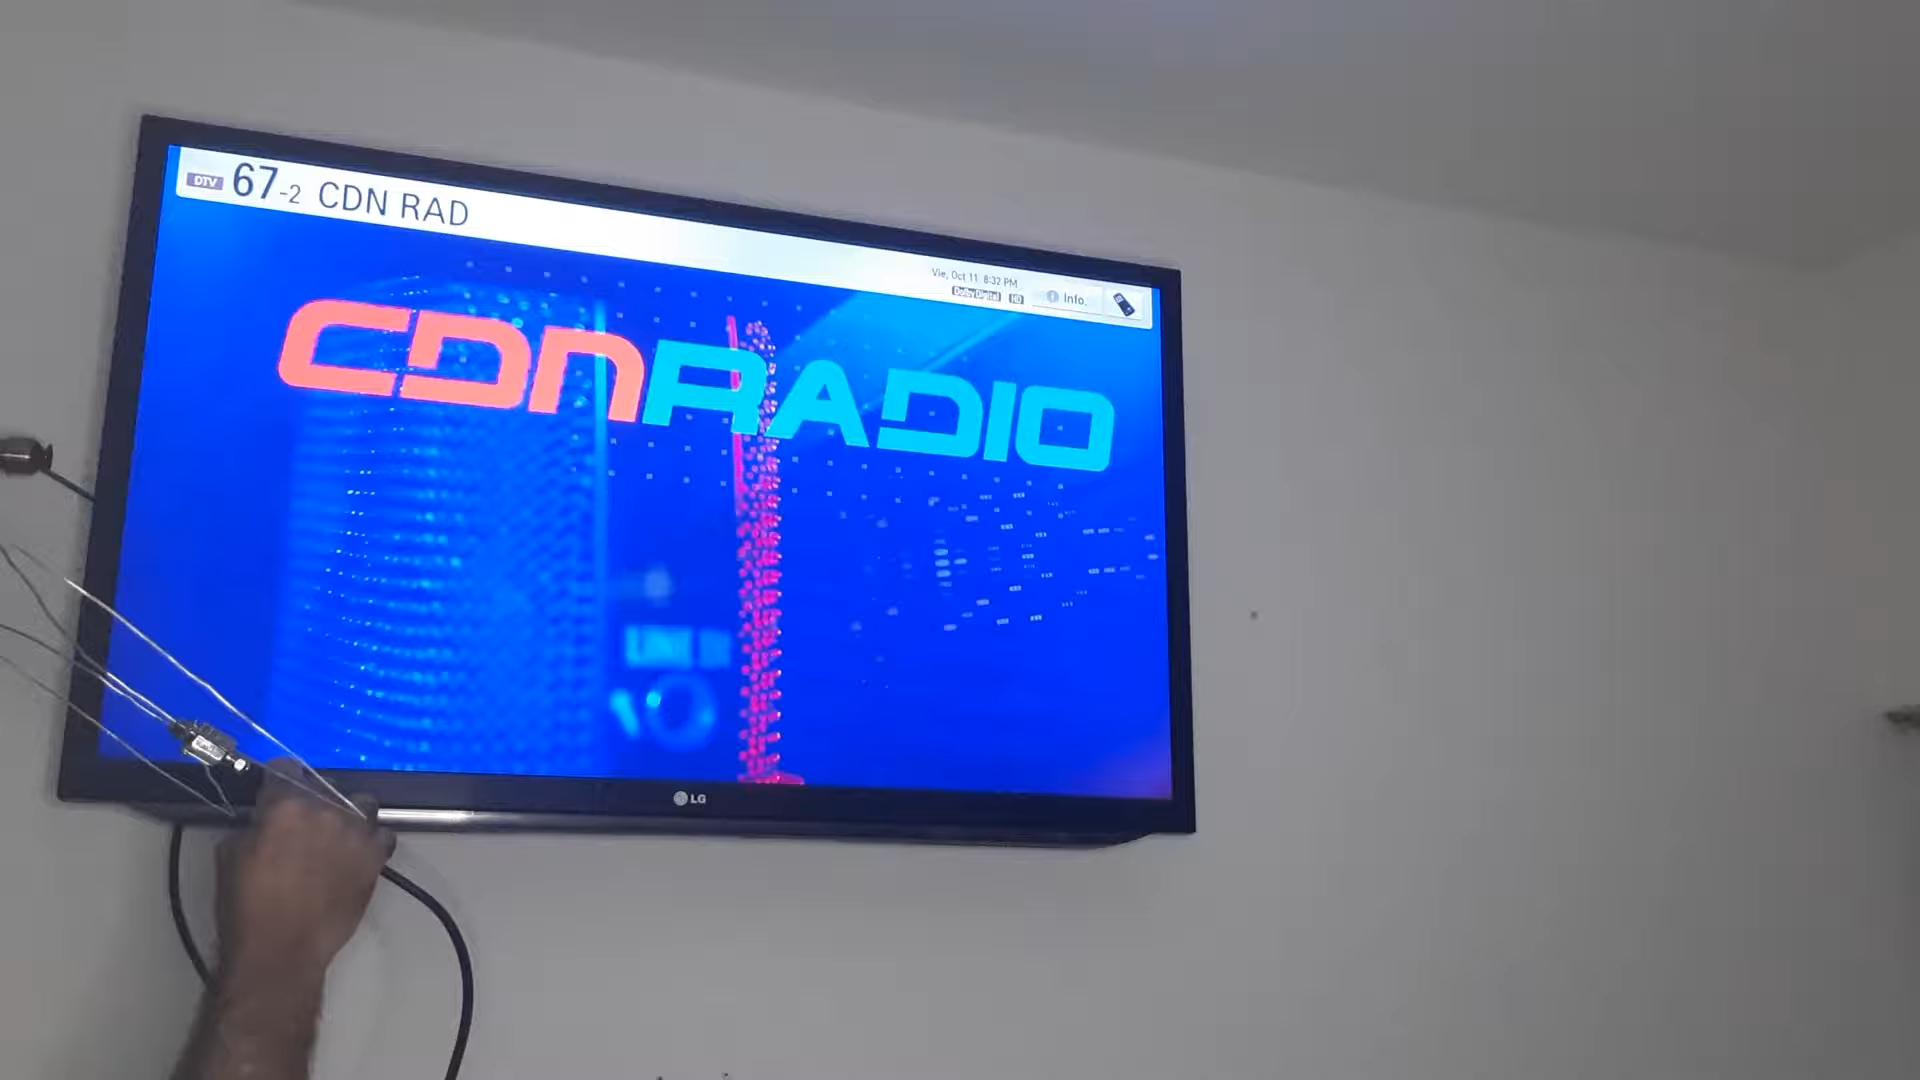 DTV 67-2 CDN RAD
Vie, Oct 11 8:32 PM
Dolby Digital HD
Info.
CDNRADIO
LG